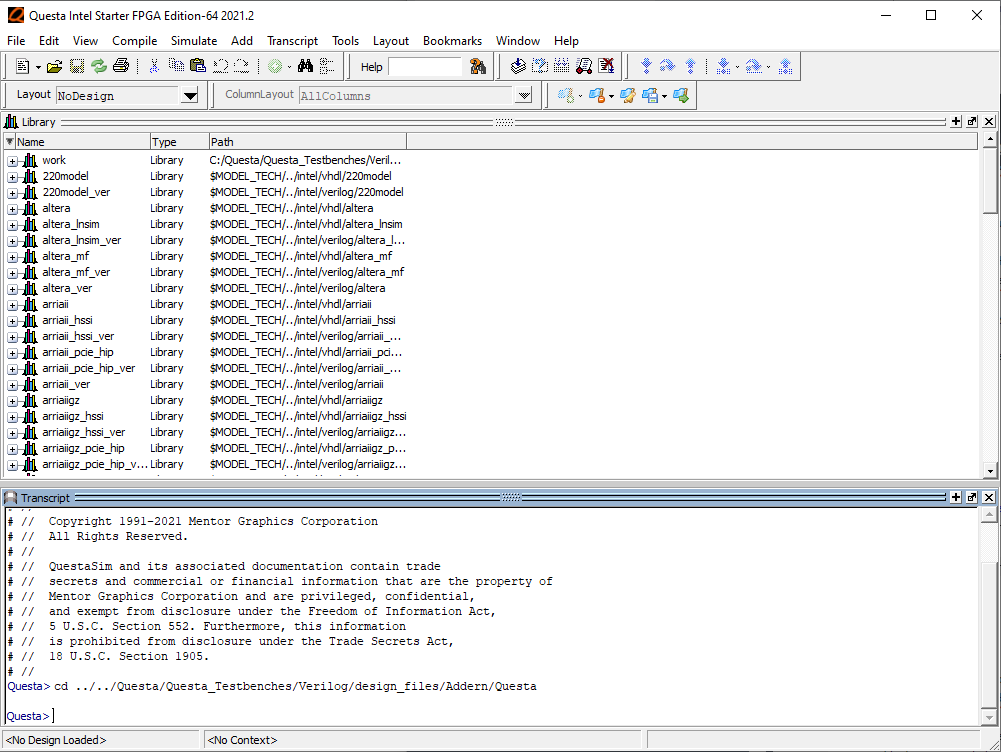 Questa Intel Starter FPGA Edition-64 2021.2
File Edit View Compile Simulate Add Transcript Tools Layout Bookmarks Window Help
Help
Layout NoDesign ColumnLayout AllColumns
Library
Name Type Path
work Library C:/Questa/Questa_Testbenches/Veril...
220model Library $MODEL_TECH/../intel/vhdl/220model
220model_ver Library $MODEL_TECH/../intel/verilog/220model
altera Library $MODEL_TECH/../intel/vhdl/altera
altera_lnsim Library $MODEL_TECH/../intel/vhdl/altera_lnsim
altera_lnsim_ver Library $MODEL_TECH/../intel/verilog/altera_l...
altera_mf Library $MODEL_TECH/../intel/vhdl/altera_mf
altera_mf_ver Library $MODEL_TECH/../intel/verilog/altera_mf
altera_ver Library $MODEL_TECH/../intel/verilog/altera
arriaii Library $MODEL_TECH/../intel/vhdl/arriaii
arriaii_hssi Library $MODEL_TECH/../intel/vhdl/arriaii_hssi
arriaii_hssi_ver Library $MODEL_TECH/../intel/verilog/arriaii_...
arriaii_pcie_hip Library $MODEL_TECH/../intel/vhdl/arriaii_pci...
arriaii_pcie_hip_ver Library $MODEL_TECH/../intel/verilog/arriaii_...
arriaii_ver Library $MODEL_TECH/../intel/verilog/arriaii
arriaiigz Library $MODEL_TECH/../intel/vhdl/arriaiigz
arriaiigz_hssi Library $MODEL_TECH/../intel/vhdl/arriaiigz_hssi
arriaiigz_hssi_ver Library $MODEL_TECH/../intel/verilog/arriaiigz...
arriaiigz_pcie_hip Library $MODEL_TECH/../intel/vhdl/arriaiigz_p...
arriaiigz_pcie_hip_v... Library $MODEL_TECH/../intel/verilog/arriaiigz...
Transcript
# //
# // Copyright 1991-2021 Mentor Graphics Corporation
# // All Rights Reserved.
# //
# // QuestaSim and its associated documentation contain trade
# // secrets and commercial or financial information that are the property of
# // Mentor Graphics Corporation and are privileged, confidential,
# // and exempt from disclosure under the Freedom of Information Act,
# // 5 U.S.C. Section 552. Furthermore, this information
# // is prohibited from disclosure under the Trade Secrets Act,
# // 18 U.S.C. Section 1905.
# //
Questa> cd ../../Questa/Questa_Testbenches/Verilog/design_files/Addern/Questa
Questa>
<No Design Loaded> <No Context>